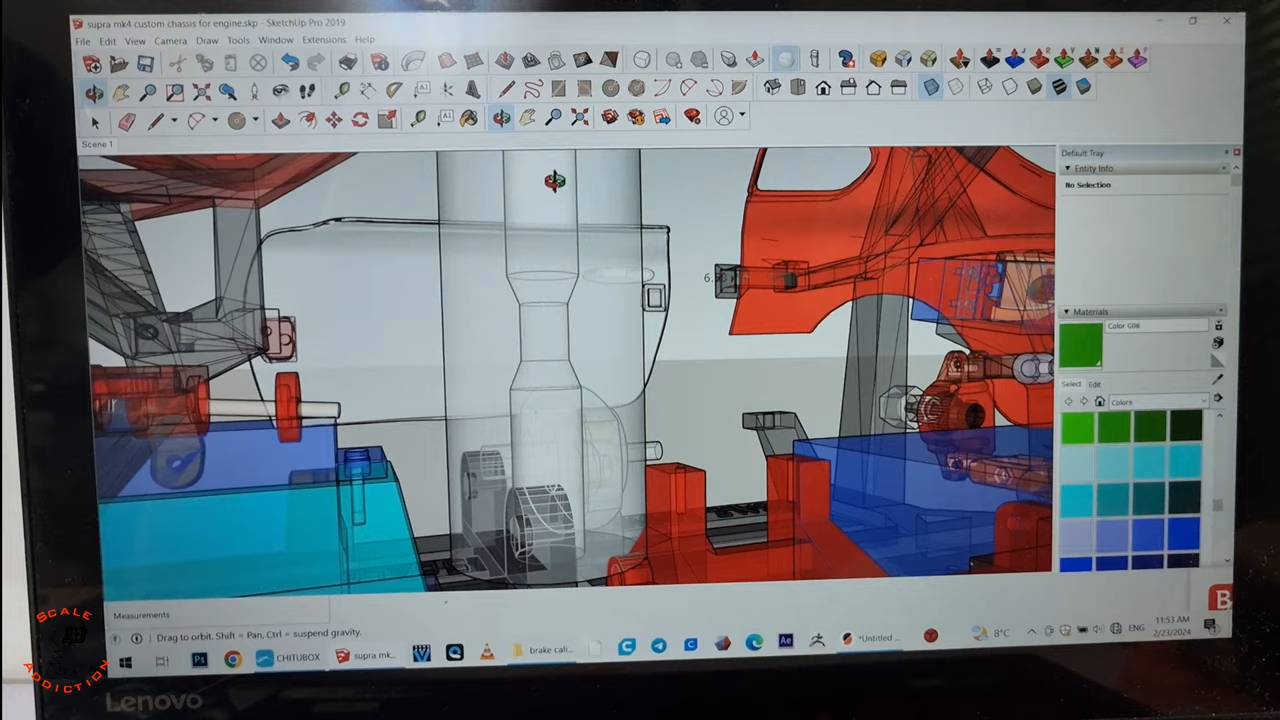 supra mk4 custom chassis for engine.skp - SketchUp Pro 2019
File Edit View Camera Draw Tools Window Extensions Help
Scene 1
Default Tray
Entity Info
No Selection
Materials
Color G06
Select Edit
Colors
Measurements
Drag to orbit. Shift = Pan, Ctrl = suspend gravity.
CHITUBOX
supra mk...
brake cali...
*Untitled ...
8°C
ENG
11:53 AM
2/23/2024
Lenovo
SCALE
ADDICTION